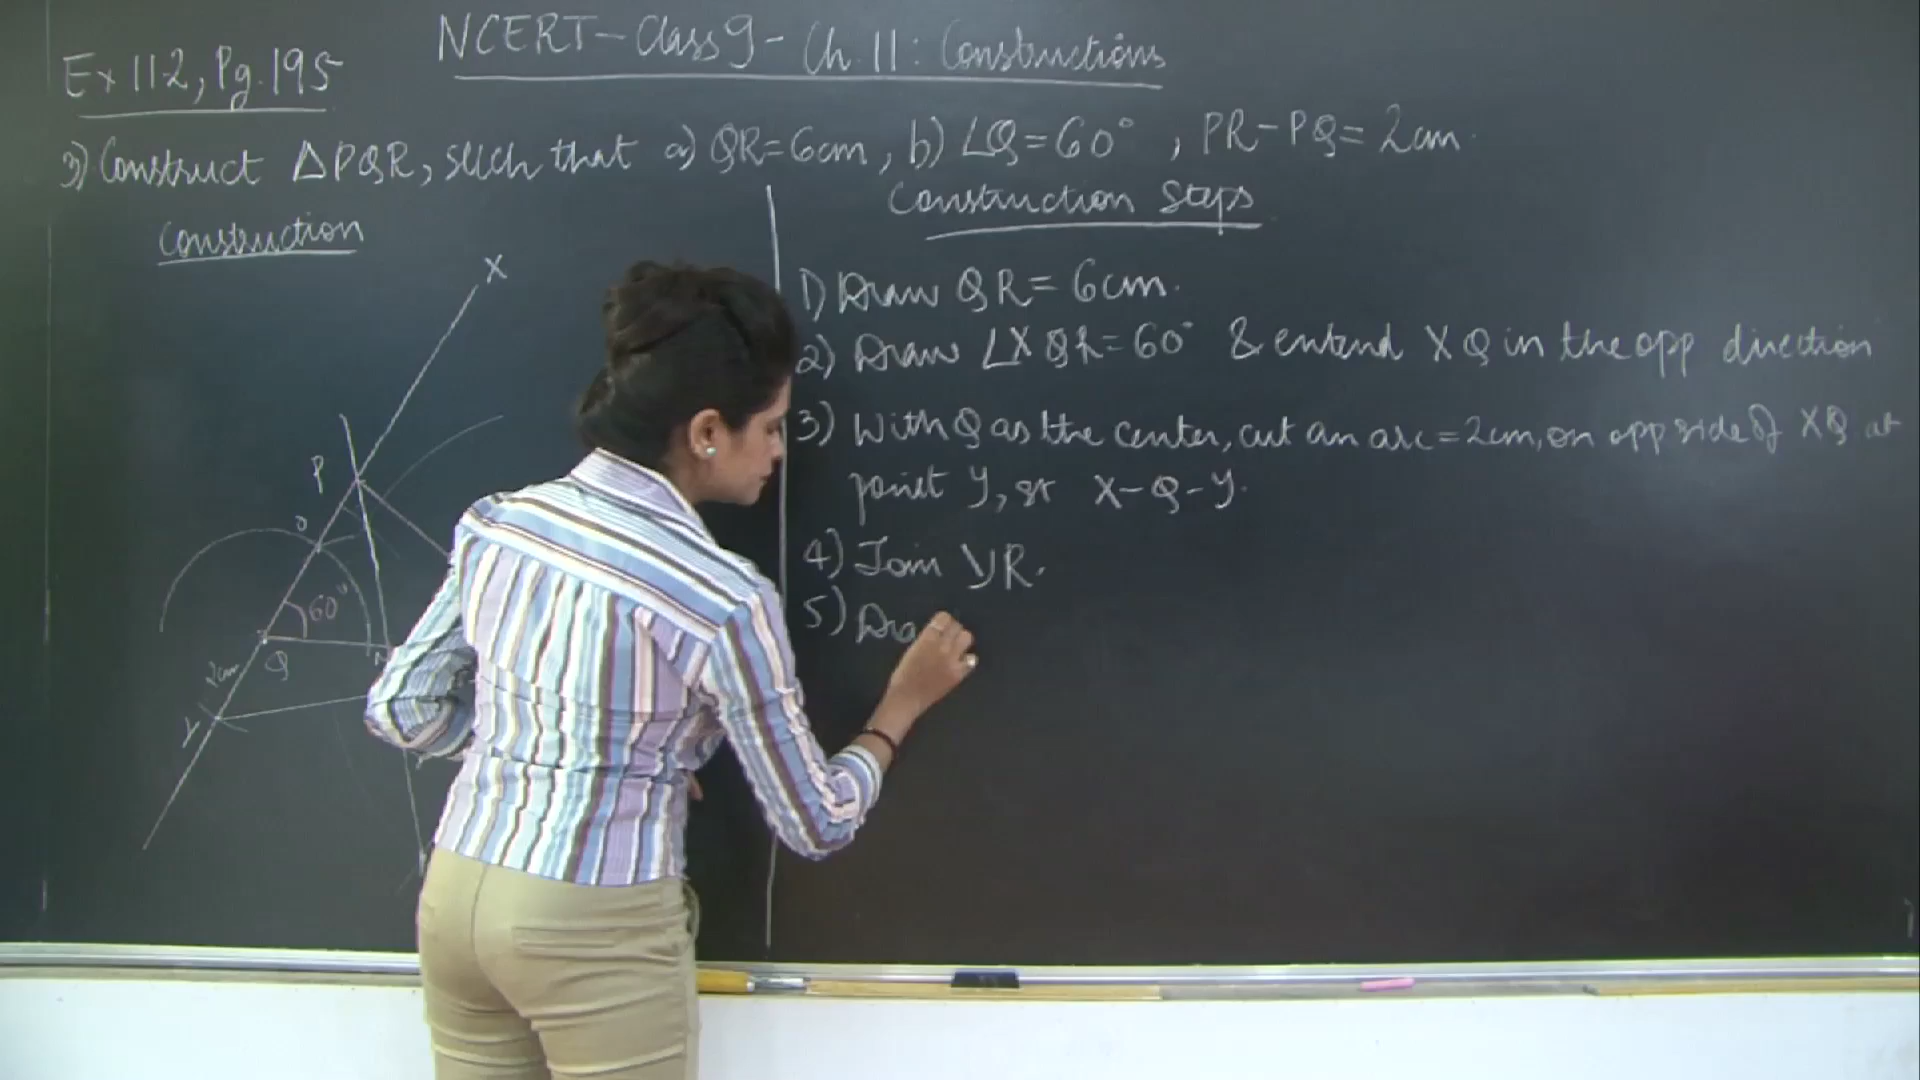 NCERT-Class 9 - Ch. 11: Constructions
Ex 11.2, Pg. 195
3) Construct △PQR, such that a) QR=6cm, b) ∠Q=60°, PR-PQ=2cm.
Construction
X
P
O
60°
Q
2cm
Y
Construction Steps
1) Draw QR=6cm.
2) Draw ∠XQR=60° & extend XQ in the opp direction
3) With Q as the center, cut an arc=2cm, on opp side of XQ at
point Y, st X-Q-Y.
4) Join YR.
5) Dra